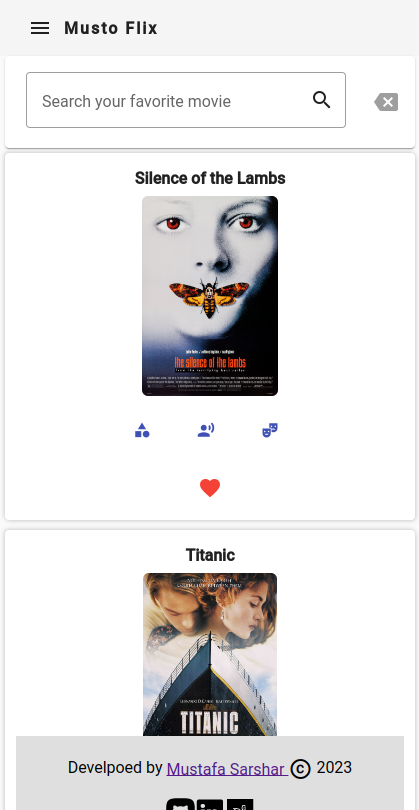 Musto Flix
Search your favorite movie
Silence of the Lambs
the silence of the lambs
Titanic
TITANIC
Develpoed by Mustafa Sarshar © 2023
in